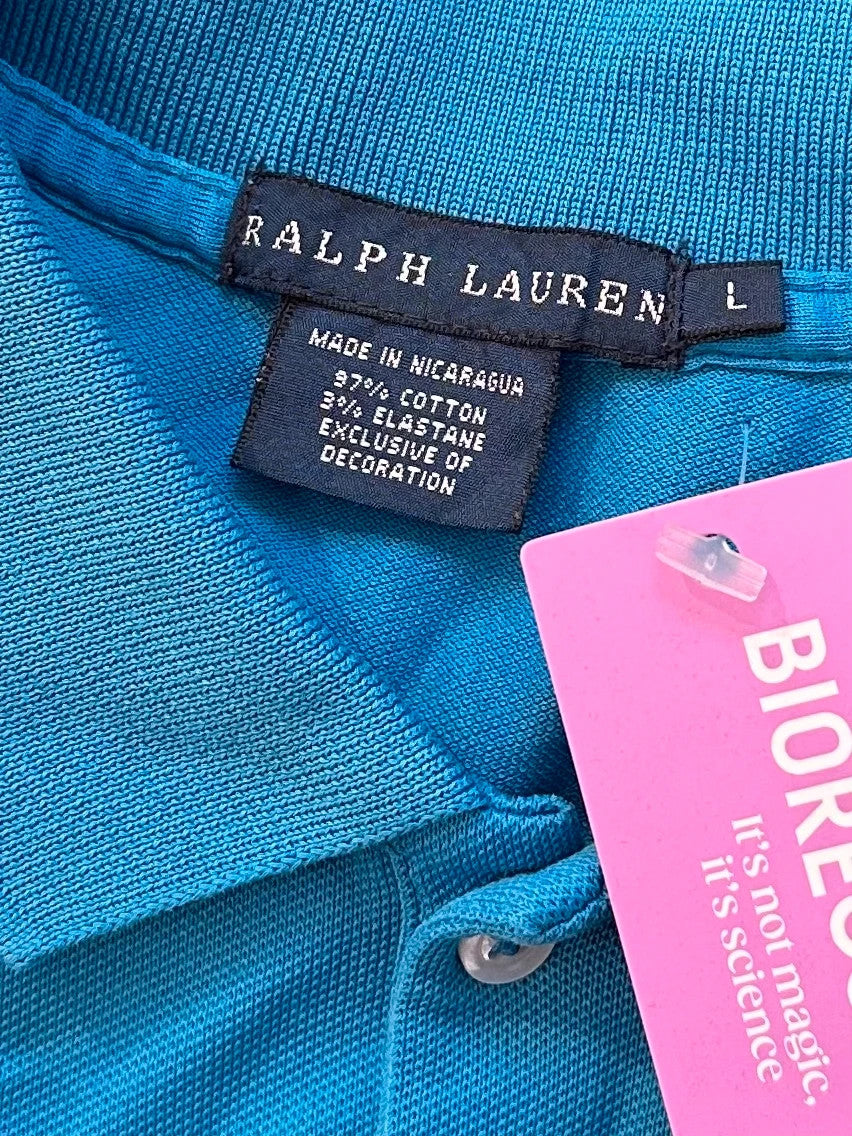 RALPH LAUREN
L
MADE IN NICARAGUA
97% COTTON
3% ELASTANE
EXCLUSIVE OF
DECORATION
It's not magic,
it's science